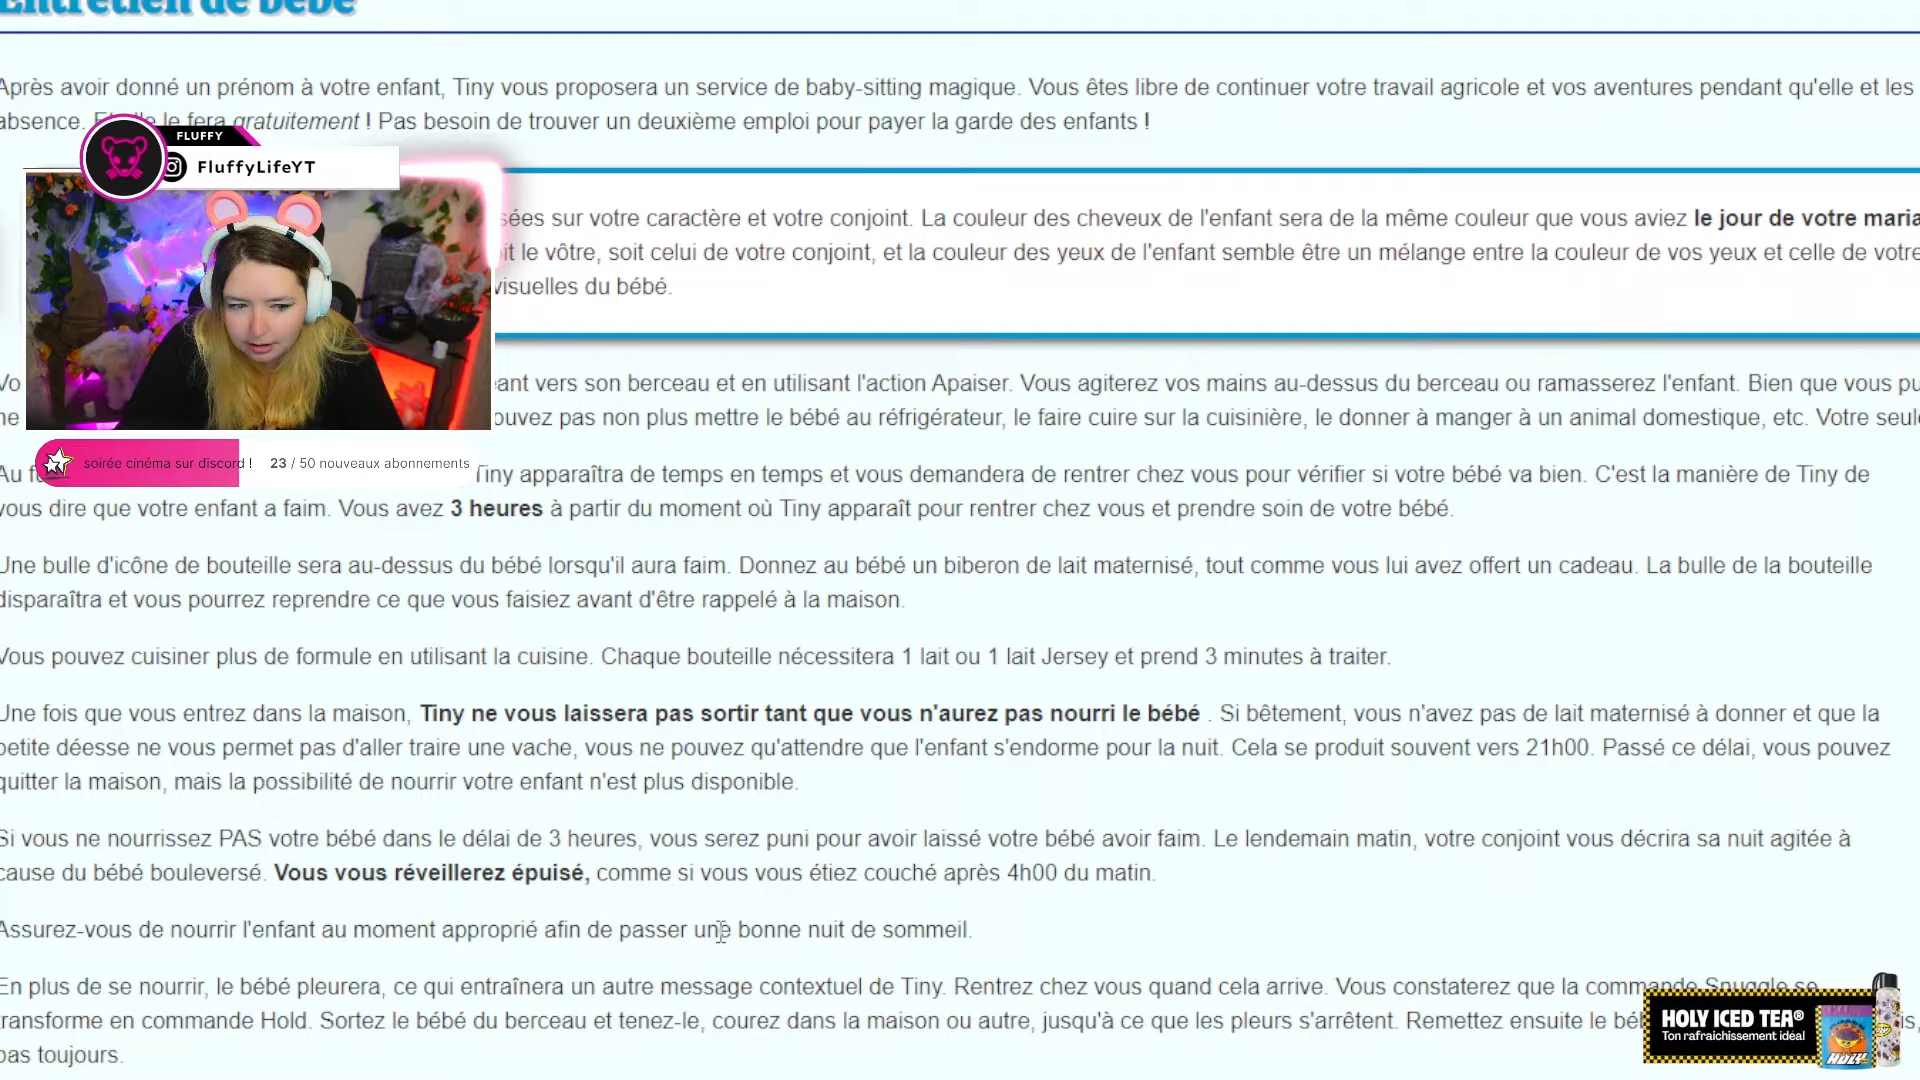 Entretien de bébé
Après avoir donné un prénom à votre enfant, Tiny vous proposera un service de baby-sitting magique. Vous êtes libre de continuer votre travail agricole et vos aventures pendant qu'elle et les
absence. Et elle le fera gratuitement ! Pas besoin de trouver un deuxième emploi pour payer la garde des enfants !
FLUFFY
FluffyLifeYT
sées sur votre caractère et votre conjoint. La couleur des cheveux de l'enfant sera de la même couleur que vous aviez le jour de votre maria
it le vôtre, soit celui de votre conjoint, et la couleur des yeux de l'enfant semble être un mélange entre la couleur de vos yeux et celle de votre
visuelles du bébé.
Vo eant vers son berceau et en utilisant l'action Apaiser. Vous agiterez vos mains au-dessus du berceau ou ramasserez l'enfant. Bien que vous pu
ne ouvez pas non plus mettre le bébé au réfrigérateur, le faire cuire sur la cuisinière, le donner à manger à un animal domestique, etc. Votre seule
soirée cinéma sur discord ! 23 / 50 nouveaux abonnements
Au f Tiny apparaîtra de temps en temps et vous demandera de rentrer chez vous pour vérifier si votre bébé va bien. C'est la manière de Tiny de
vous dire que votre enfant a faim. Vous avez 3 heures à partir du moment où Tiny apparaît pour rentrer chez vous et prendre soin de votre bébé.
Une bulle d'icône de bouteille sera au-dessus du bébé lorsqu'il aura faim. Donnez au bébé un biberon de lait maternisé, tout comme vous lui avez offert un cadeau. La bulle de la bouteille
disparaîtra et vous pourrez reprendre ce que vous faisiez avant d'être rappelé à la maison.
Vous pouvez cuisiner plus de formule en utilisant la cuisine. Chaque bouteille nécessitera 1 lait ou 1 lait Jersey et prend 3 minutes à traiter.
Une fois que vous entrez dans la maison, Tiny ne vous laissera pas sortir tant que vous n'aurez pas nourri le bébé . Si bêtement, vous n'avez pas de lait maternisé à donner et que la
petite déesse ne vous permet pas d'aller traire une vache, vous ne pouvez qu'attendre que l'enfant s'endorme pour la nuit. Cela se produit souvent vers 21h00. Passé ce délai, vous pouvez
quitter la maison, mais la possibilité de nourrir votre enfant n'est plus disponible.
Si vous ne nourrissez PAS votre bébé dans le délai de 3 heures, vous serez puni pour avoir laissé votre bébé avoir faim. Le lendemain matin, votre conjoint vous décrira sa nuit agitée à
cause du bébé bouleversé. Vous vous réveillerez épuisé, comme si vous vous étiez couché après 4h00 du matin.
Assurez-vous de nourrir l'enfant au moment approprié afin de passer une bonne nuit de sommeil.
En plus de se nourrir, le bébé pleurera, ce qui entraînera un autre message contextuel de Tiny. Rentrez chez vous quand cela arrive. Vous constaterez que la commande Snuggle se
transforme en commande Hold. Sortez le bébé du berceau et tenez-le, courez dans la maison ou autre, jusqu'à ce que les pleurs s'arrêtent. Remettez ensuite le bé is,
pas toujours.
HOLY ICED TEA®
Ton rafraichissement idéal
HOLY